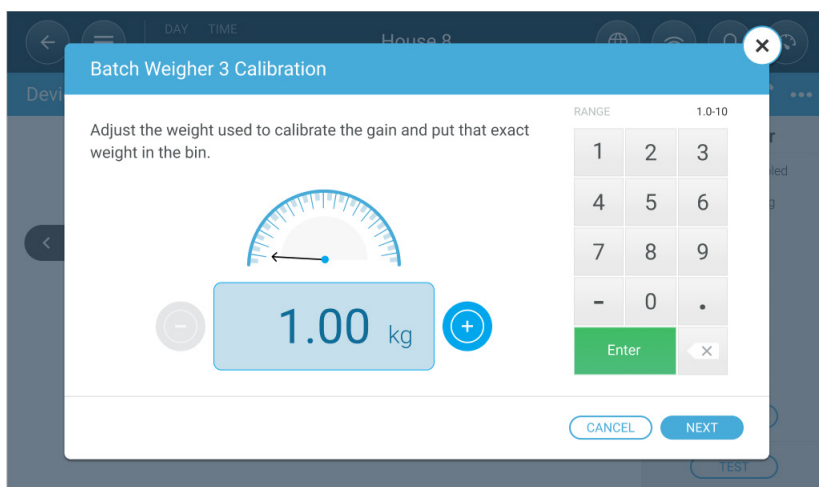 DAY TIME
House 8
Batch Weigher 3 Calibration
Devi
RANGE 1.0-10
Adjust the weight used to calibrate the gain and put that exact
weight in the bin.
1 2 3
4 5 6
7 8 9
- 0 .
1.00 kg
Enter
CANCEL NEXT
TEST